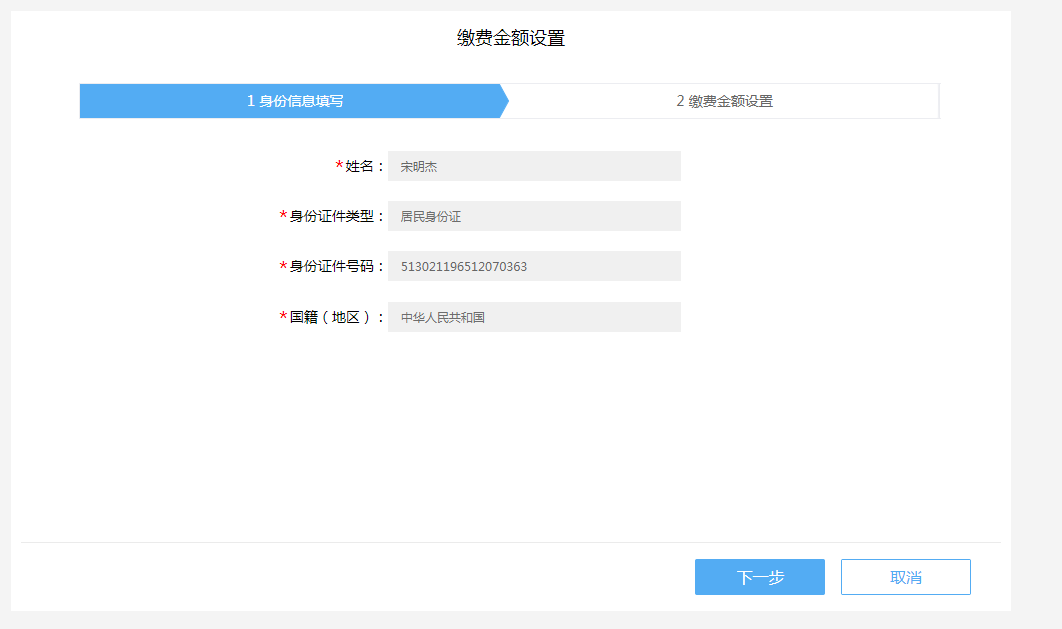 缴费金额设置
1 身份信息填写
2 缴费金额设置
*姓名： 宋明杰
*身份证件类型： 居民身份证
*身份证件号码： 513021196512070363
*国籍（地区）： 中华人民共和国
下一步
取消